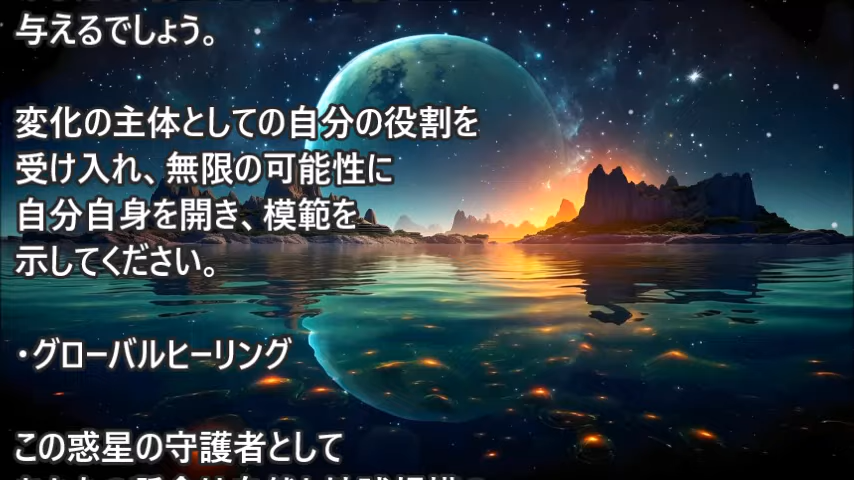 与えるでしょう。
変化の主体としての自分の役割を
受け入れ、無限の可能性に
自分自身を開き、模範を
示してください。
・グローバルヒーリング
この惑星の守護者として